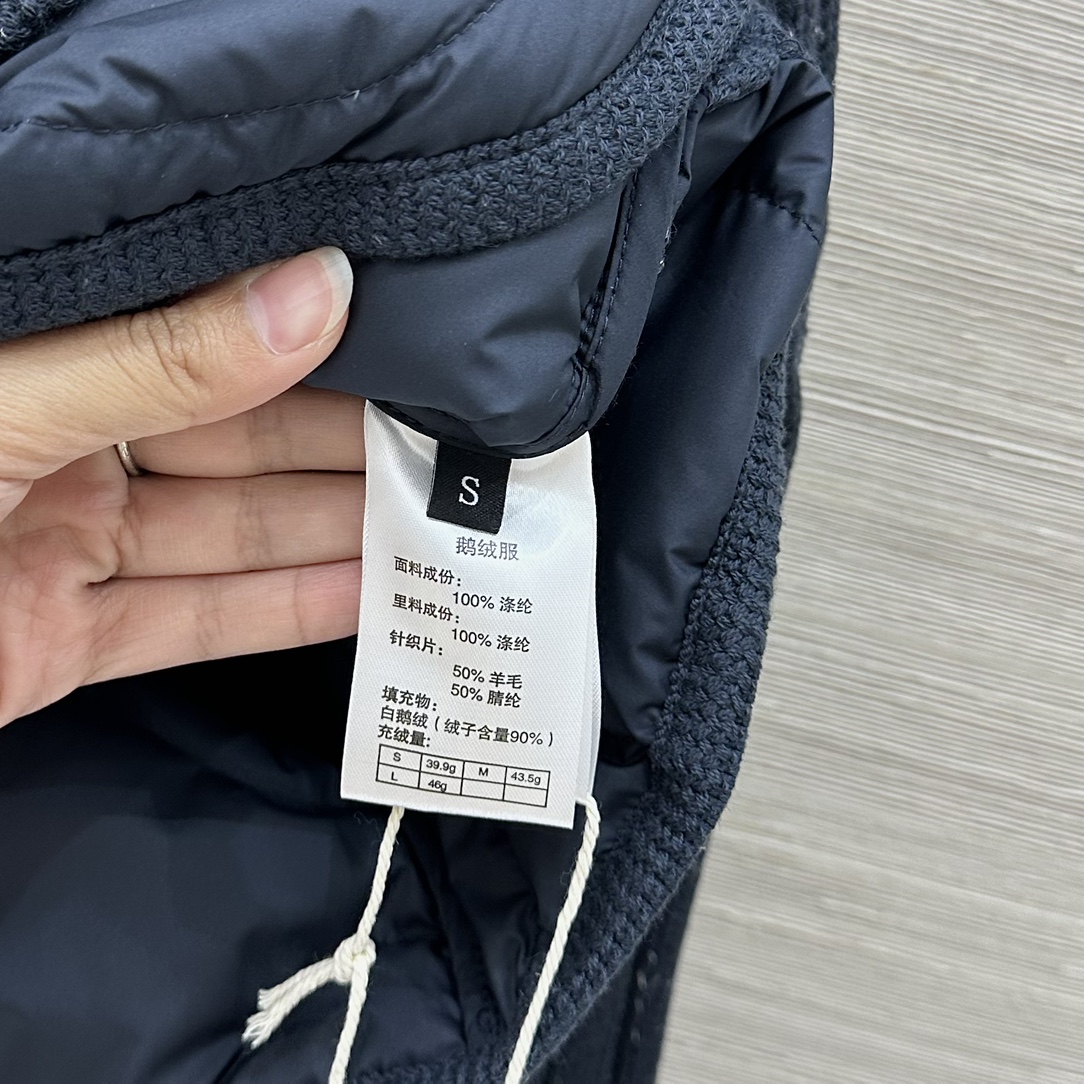 S
鹅绒服
面料成份：
100% 涤纶
里料成份：
100% 涤纶
针织片：
50% 羊毛
50% 腈纶
填充物：
白鹅绒（绒子含量90%）
充绒量：
S 39.9g M 43.5g
L 46g